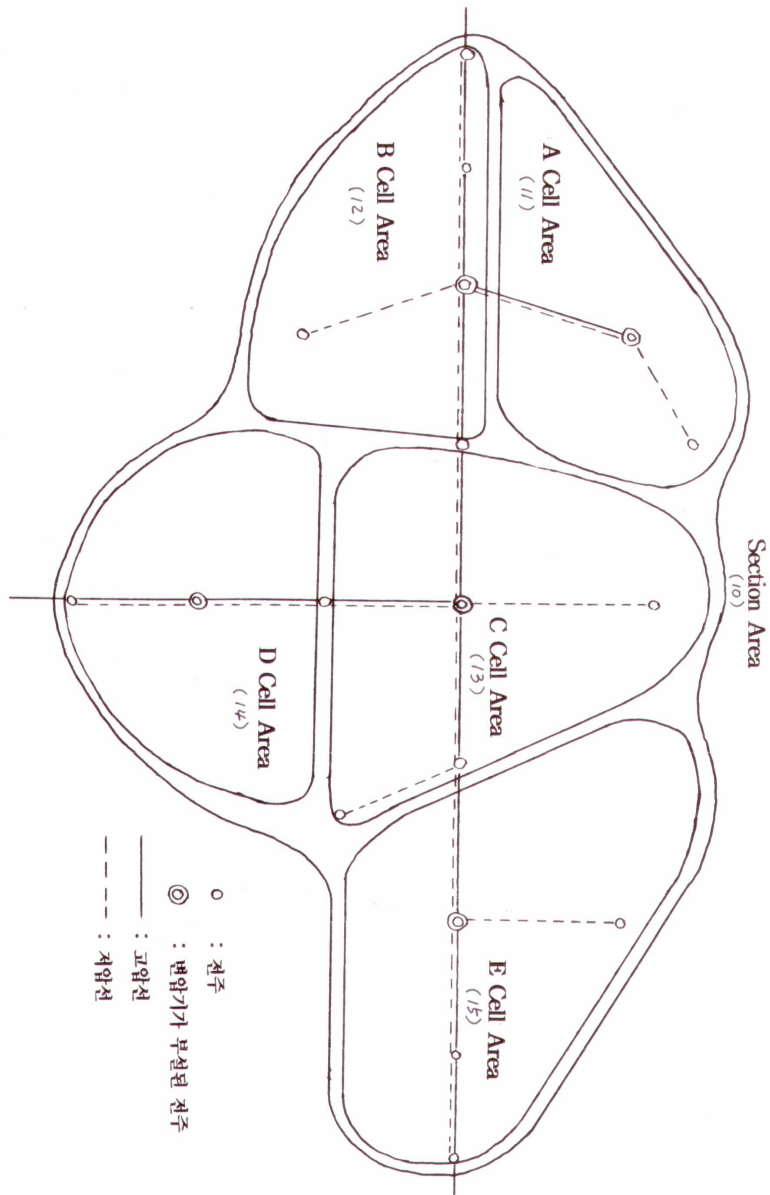 Section Area
(10)
A Cell Area
(11)
B Cell Area
(12)
C Cell Area
(13)
D Cell Area
(14)
E Cell Area
(15)
: 전주
: 변압기가 부설된 전주
: 고압선
: 저압선